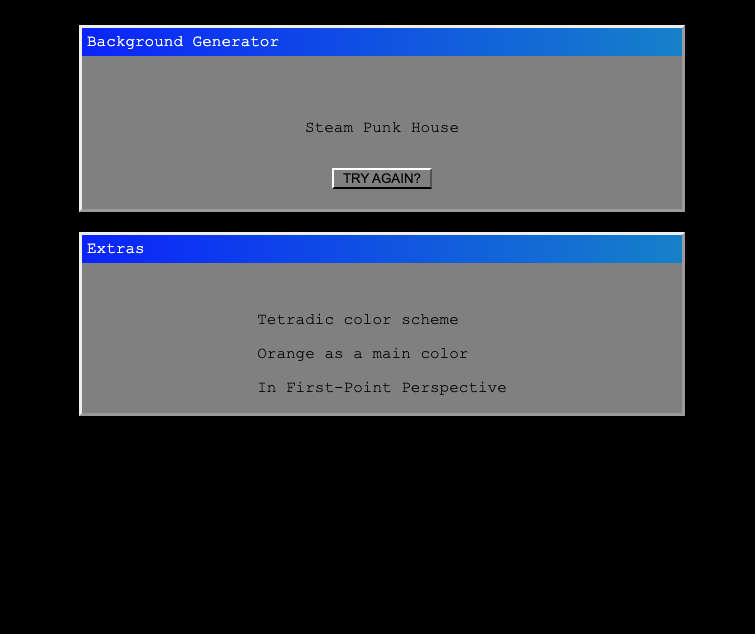 Background Generator
Steam Punk House
TRY AGAIN?
Extras
Tetradic color scheme
Orange as a main color
In First-Point Perspective